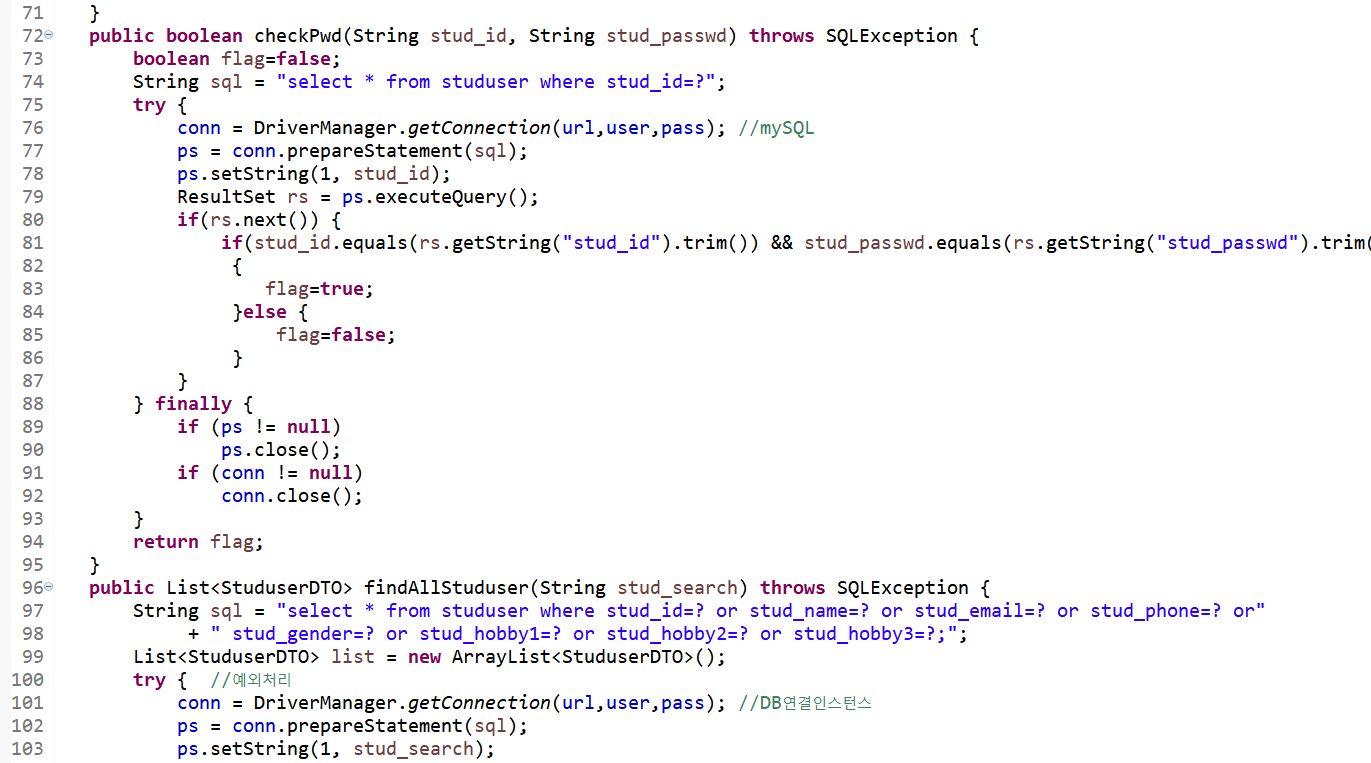 71 }
72 public boolean checkPwd(String stud_id, String stud_passwd) throws SQLException {
73 boolean flag=false;
74 String sql = "select * from studuser where stud_id=?";
75 try {
76 conn = DriverManager.getConnection(url,user,pass); //mySQL
77 ps = conn.prepareStatement(sql);
78 ps.setString(1, stud_id);
79 ResultSet rs = ps.executeQuery();
80 if(rs.next()) {
81 if(stud_id.equals(rs.getString("stud_id").trim()) && stud_passwd.equals(rs.getString("stud_passwd").trim(
82 {
83 flag=true;
84 }else {
85 flag=false;
86 }
87 }
88 } finally {
89 if (ps != null)
90 ps.close();
91 if (conn != null)
92 conn.close();
93 }
94 return flag;
95 }
96 public List<StuduserDTO> findAllStuduser(String stud_search) throws SQLException {
97 String sql = "select * from studuser where stud_id=? or stud_name=? or stud_email=? or stud_phone=? or"
98 + " stud_gender=? or stud_hobby1=? or stud_hobby2=? or stud_hobby3=?;";
99 List<StuduserDTO> list = new ArrayList<StuduserDTO>();
100 try { //예외처리
101 conn = DriverManager.getConnection(url,user,pass); //DB연결인스턴스
102 ps = conn.prepareStatement(sql);
103 ps.setString(1, stud_search);